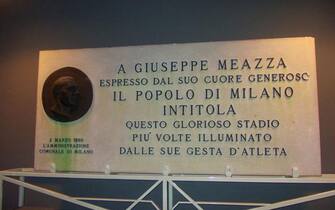 A GIUSEPPE MEAZZA
ESPRESSO DAL SUO CUORE GENEROSO
IL POPOLO DI MILANO
INTITOLA
QUESTO GLORIOSO STADIO
PIU' VOLTE ILLUMINATO
DALLE SUE GESTA D'ATLETA
2 MARZO 1980
L'AMMINISTRAZIONE
COMUNALE DI MILANO